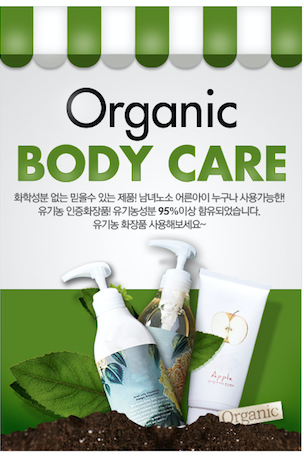 Organic
BODY CARE
화학성분 없는 믿을수 있는 제품! 남녀노소 어른아이 누구나 사용가능한!!
유기농 인증화장품! 유기농성분 95%이상 함유되었습니다.
유기농 화장품 사용해보세요~
Apple
Organic